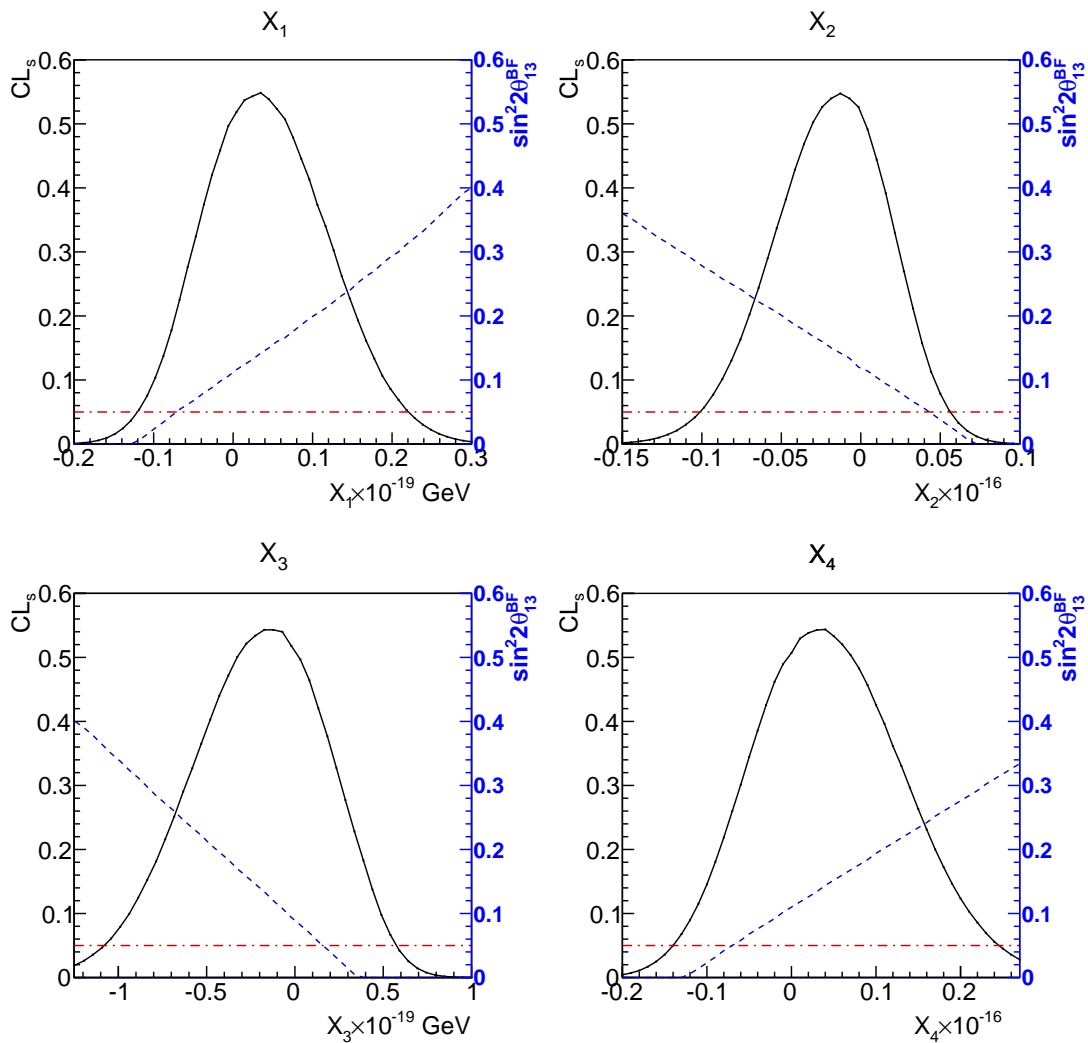 X₁
CLₛ
0.6
0.5
0.4
0.3
0.2
0.1
0
-0.2 -0.1 0 0.1 0.2 0.3
X₁×10⁻¹⁹ GeV
0.6
0.5
0.4
0.3
0.2
0.1
0
sin²2θ₁₃ᴮᶠ
X₂
CLₛ
0.6
0.5
0.4
0.3
0.2
0.1
0
-0.15 -0.1 -0.05 0 0.05 0.1
X₂×10⁻¹⁶
0.6
0.5
0.4
0.3
0.2
0.1
0
sin²2θ₁₃ᴮᶠ
X₃
CLₛ
0.6
0.5
0.4
0.3
0.2
0.1
0
-1 -0.5 0 0.5 1
X₃×10⁻¹⁹ GeV
0.6
0.5
0.4
0.3
0.2
0.1
0
sin²2θ₁₃ᴮᶠ
X₄
CLₛ
0.6
0.5
0.4
0.3
0.2
0.1
0
-0.2 -0.1 0 0.1 0.2
X₄×10⁻¹⁶
0.6
0.5
0.4
0.3
0.2
0.1
0
sin²2θ₁₃ᴮᶠ